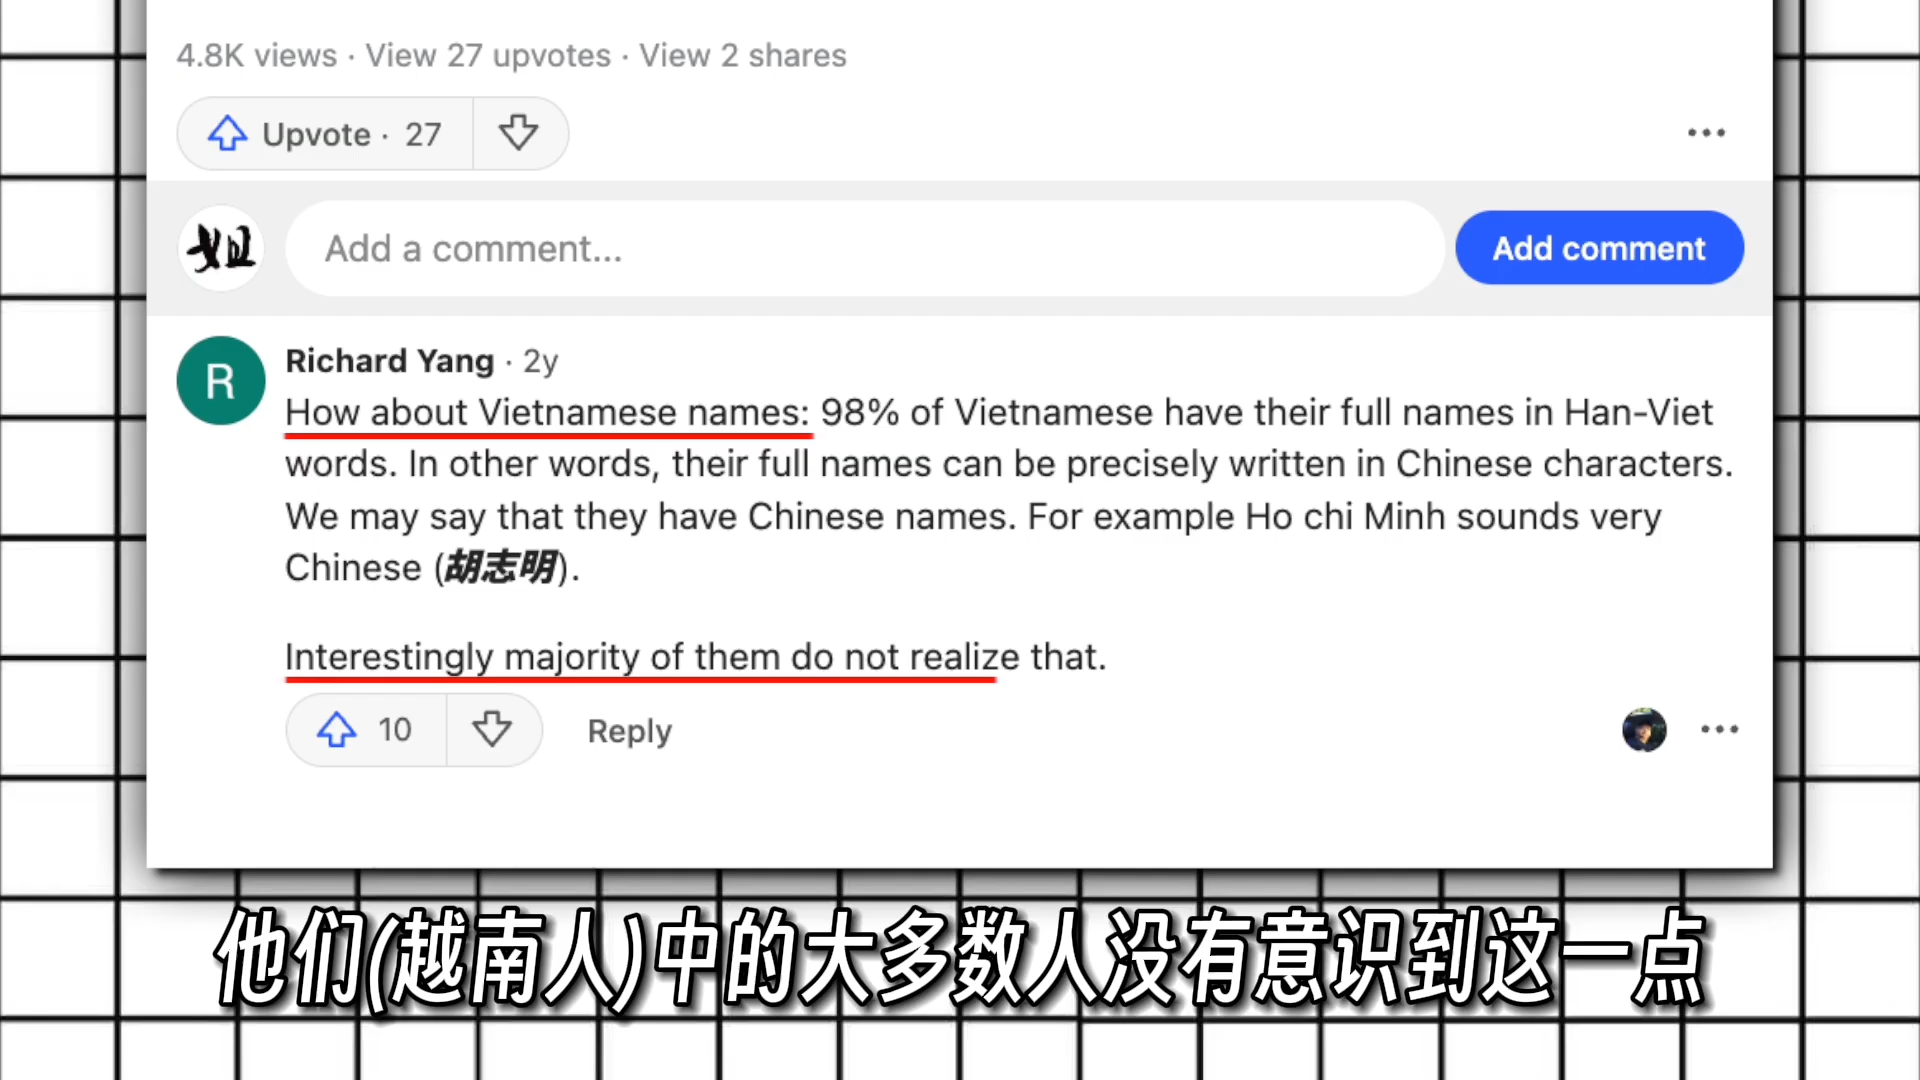 4.8K views · View 27 upvotes · View 2 shares
Upvote · 27
Add a comment...
Add comment
R
Richard Yang · 2y
How about Vietnamese names: 98% of Vietnamese have their full names in Han-Viet
words. In other words, their full names can be precisely written in Chinese characters.
We may say that they have Chinese names. For example Ho chi Minh sounds very
Chinese (胡志明).
Interestingly majority of them do not realize that.
10
Reply
他们(越南人)中的大多数人没有意识到这一点